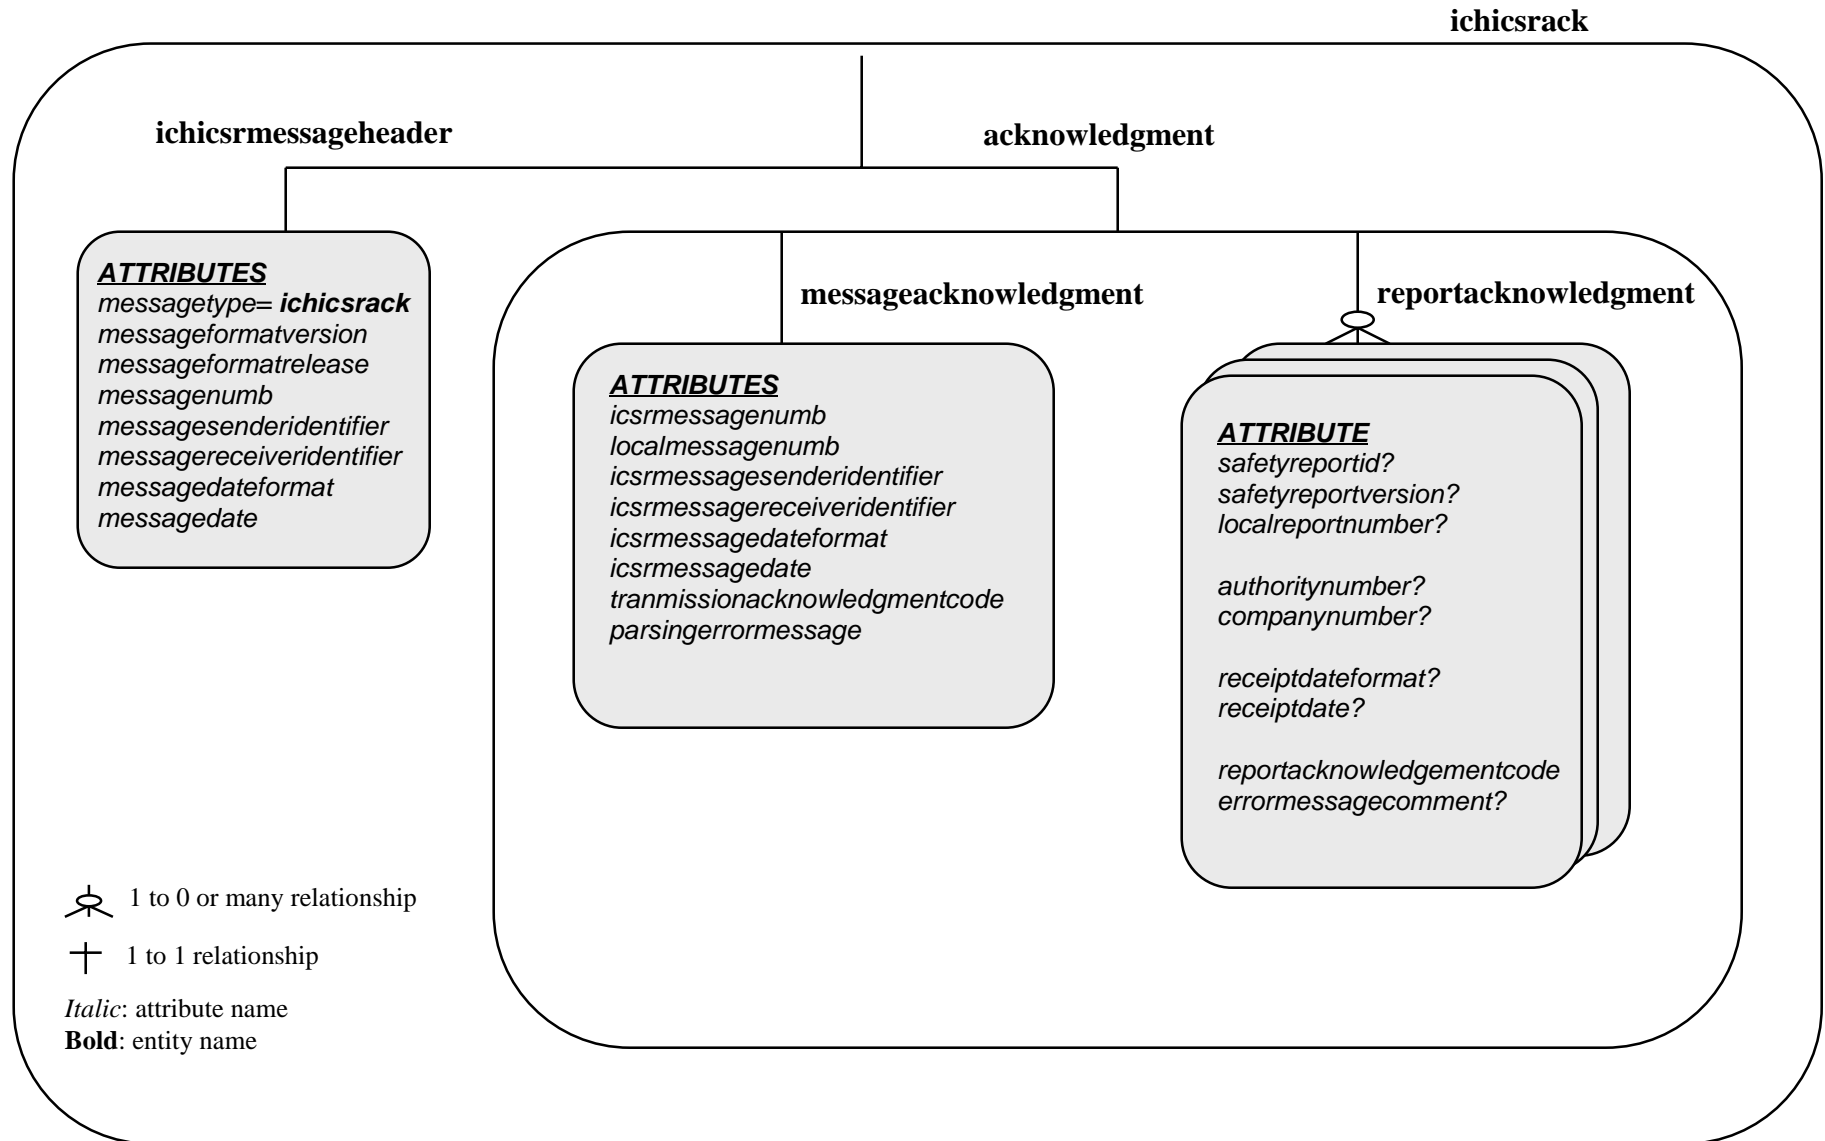 ichicsrack
ichicsrmessageheader
acknowledgment
ATTRIBUTES
messagetype= ichicsrack
messageformatversion
messageformatrelease
messagenumb
messagesenderidentifier
messagereceiveridentifier
messagedateformat
messagedate
messageacknowledgment
ATTRIBUTES
icsrmessagenumb
localmessagenumb
icsrmessagesenderidentifier
icsrmessagereceiveridentifier
icsrmessagedateformat
icsrmessagedate
tranmissionacknowledgmentcode
parsingerrormessage
reportacknowledgment
ATTRIBUTE
safetyreportid?
safetyreportversion?
localreportnumber?
authoritynumber?
companynumber?
receiptdateformat?
receiptdate?
reportacknowledgementcode
errormessagecomment?
1 to 0 or many relationship
1 to 1 relationship
Italic: attribute name
Bold: entity name